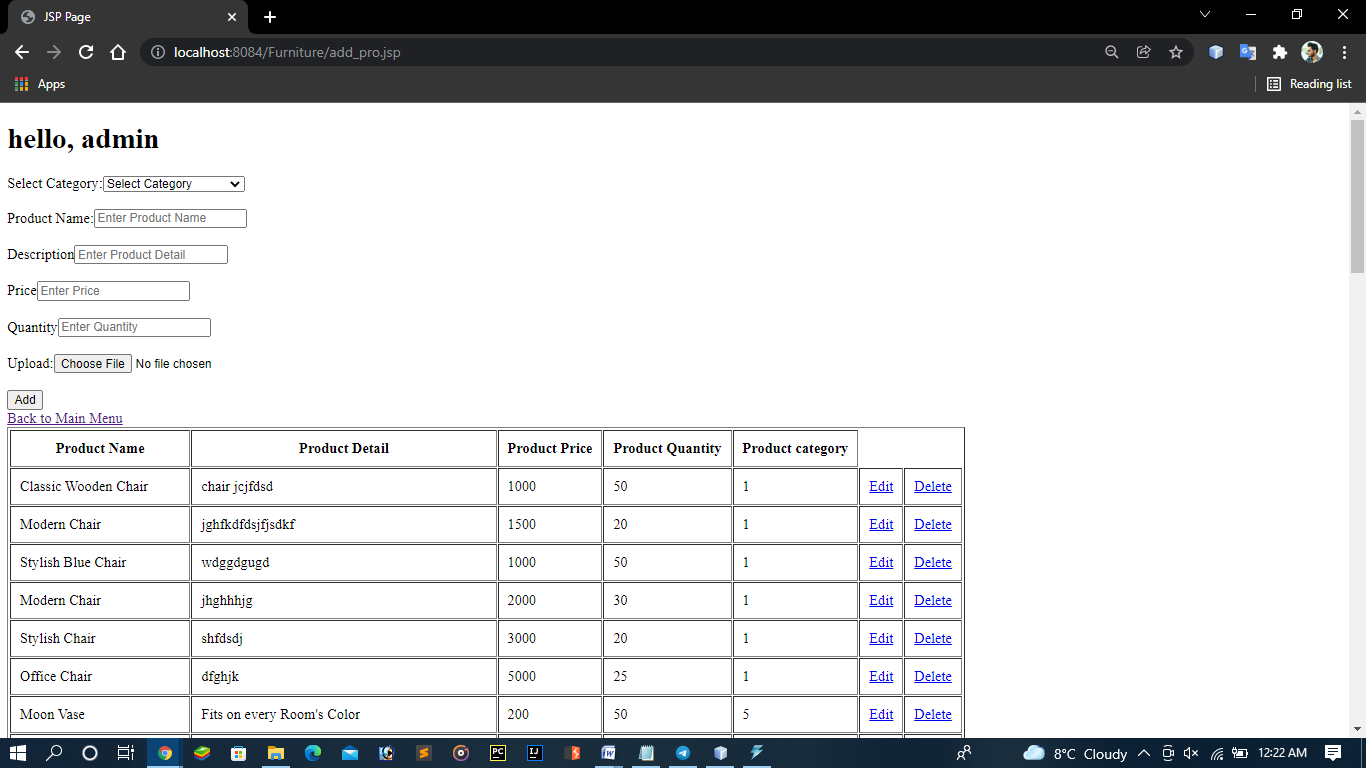 JSP Page
localhost:8084/Furniture/add_pro.jsp
Apps
Reading list
hello, admin
Select Category: Select Category
Product Name: Enter Product Name
Description Enter Product Detail
Price Enter Price
Quantity Enter Quantity
Upload: Choose File No file chosen
Add
Back to Main Menu
Product Name Product Detail Product Price Product Quantity Product category
Classic Wooden Chair chair jcjfdsd 1000 50 1 Edit Delete
Modern Chair jghfkdfdsjfjsdkf 1500 20 1 Edit Delete
Stylish Blue Chair wdggdgugd 1000 50 1 Edit Delete
Modern Chair jhghhhjg 2000 30 1 Edit Delete
Stylish Chair shfdsdj 3000 20 1 Edit Delete
Office Chair dfghjk 5000 25 1 Edit Delete
Moon Vase Fits on every Room's Color 200 50 5 Edit Delete
PC
IJ
8°C Cloudy
12:22 AM